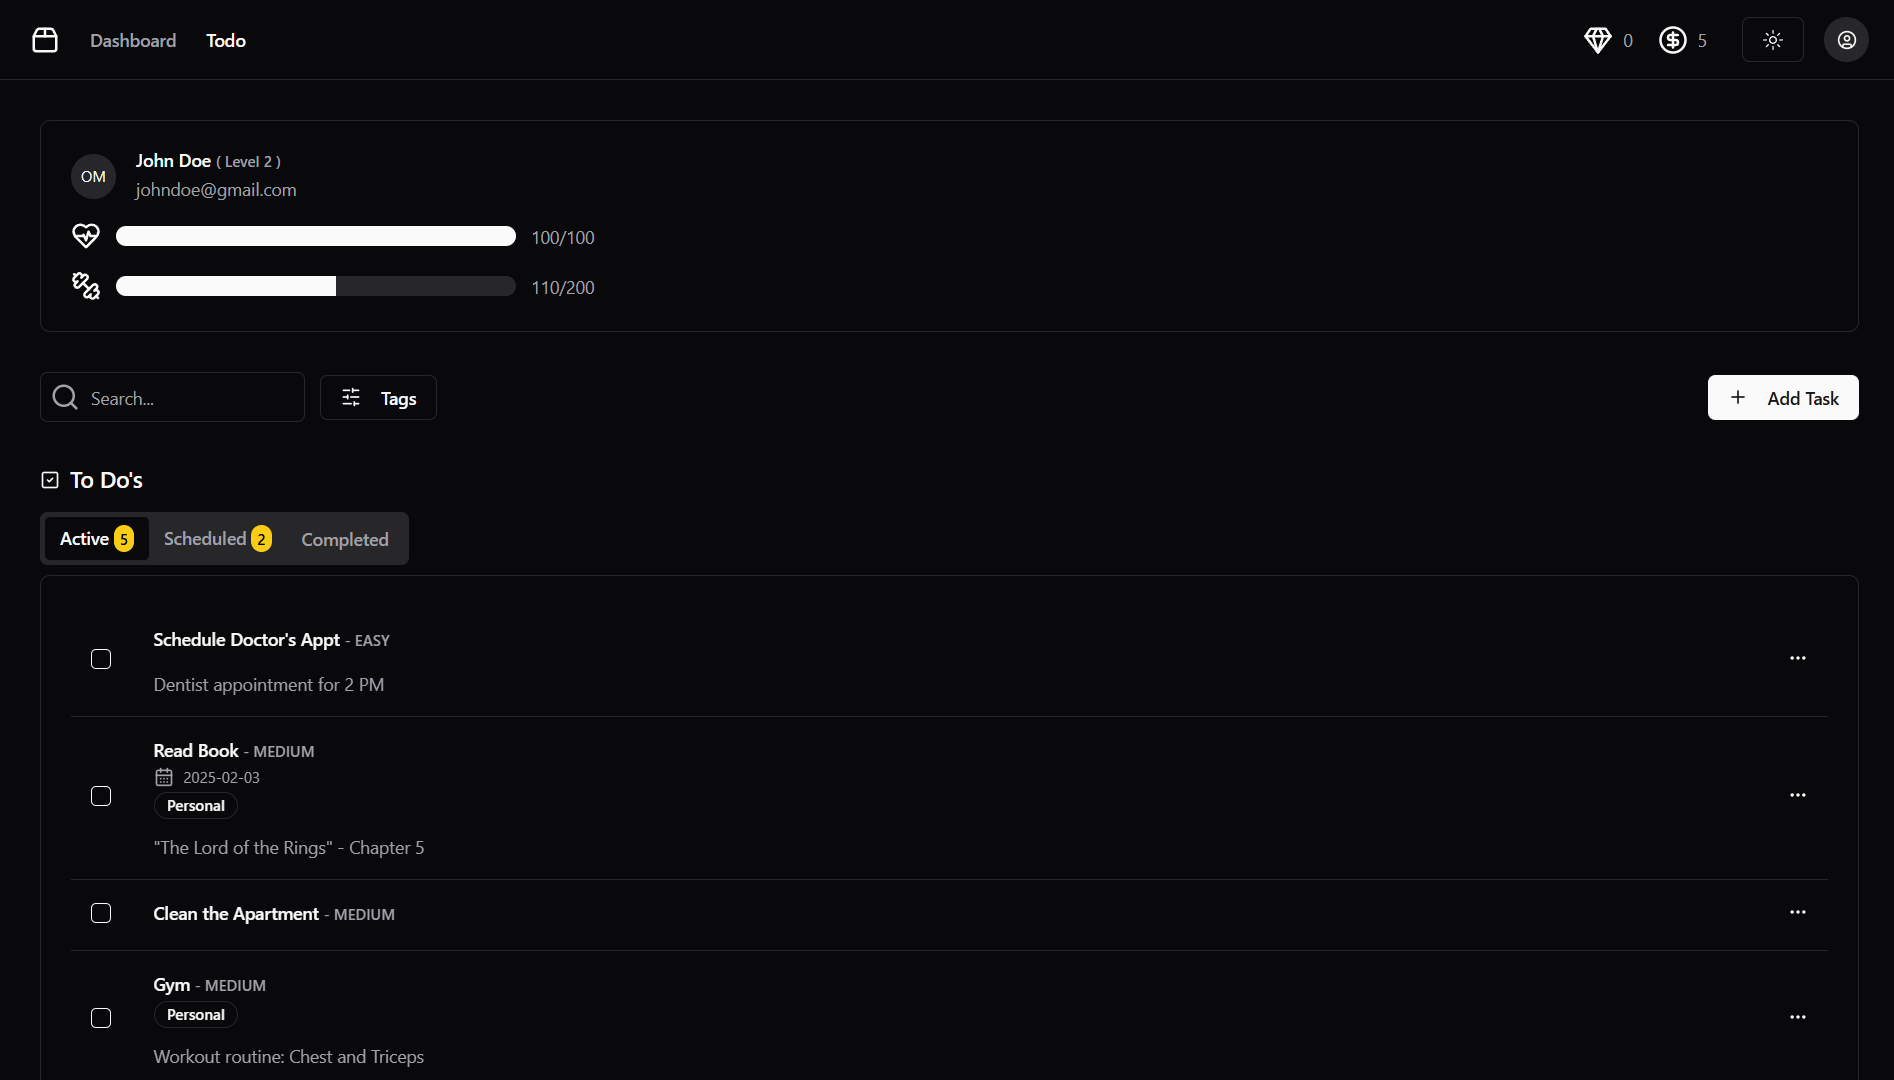 Dashboard Todo 0 5
John Doe ( Level 2 )
OM
johndoe@gmail.com
100/100
110/200
Search... Tags + Add Task
To Do's
Active 5 Scheduled 2 Completed
Schedule Doctor's Appt - EASY
Dentist appointment for 2 PM
Read Book - MEDIUM
2025-02-03
Personal
"The Lord of the Rings" - Chapter 5
Clean the Apartment - MEDIUM
Gym - MEDIUM
Personal
Workout routine: Chest and Triceps